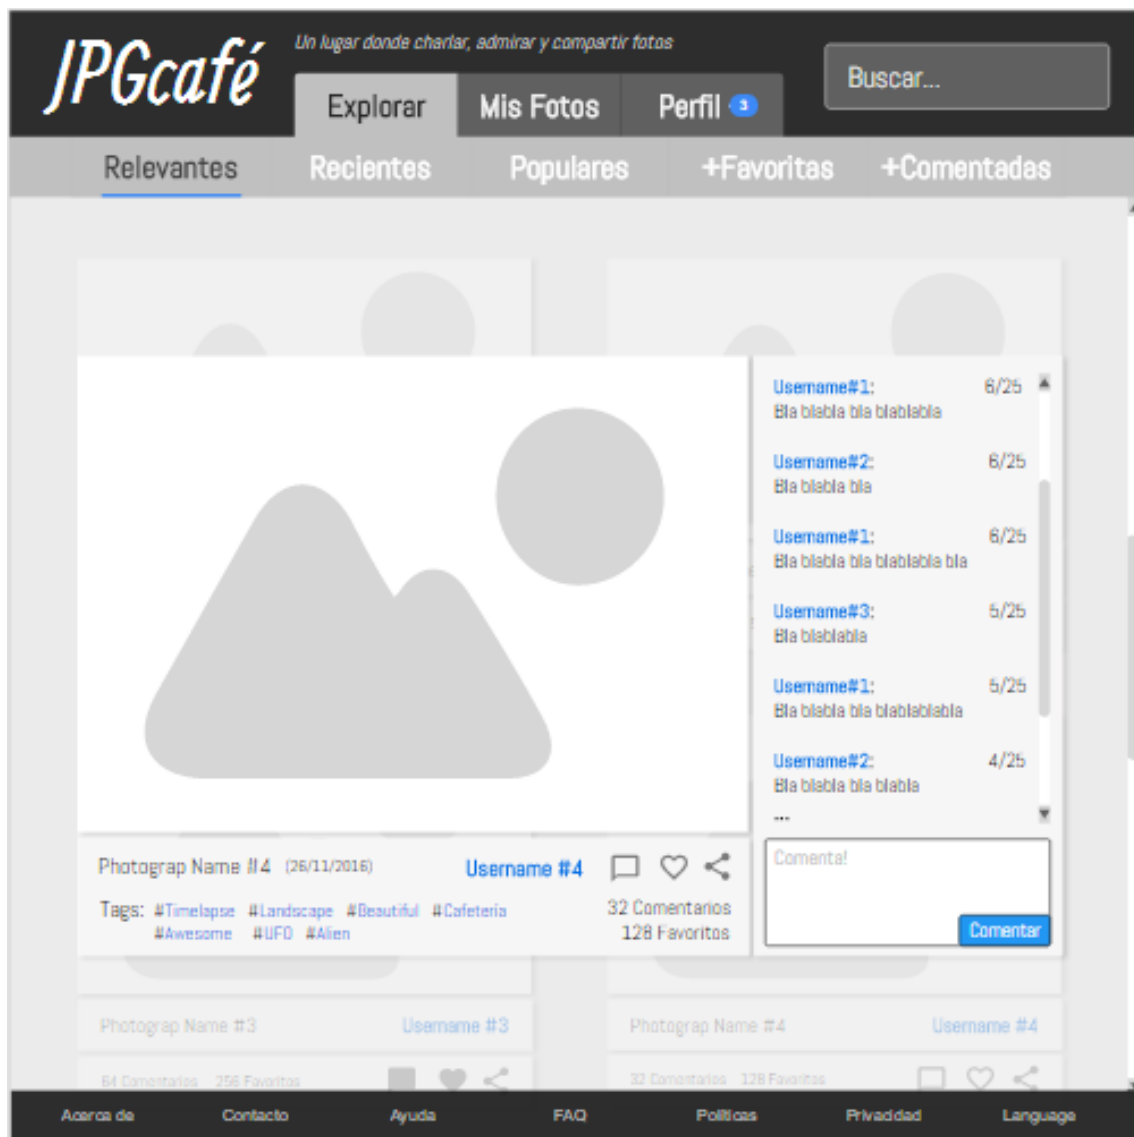 JPGcafé
Un lugar donde charlar, admirar y compartir fotos
Buscar...
Explorar
Mis Fotos
Perfil 3
Relevantes
Recientes
Populares
+Favoritas
+Comentadas
Username#1: 6/25
Bla blabla bla blablabla
Username#2: 6/25
Bla blabla bla
Username#1: 6/25
Bla blabla bla blablabla bla
Username#3: 5/25
Bla blablabla
Username#1: 5/25
Bla blabla bla blablablabla
Username#2: 4/25
Bla blabla bla blabla
...
Photograp Name #4 (26/11/2016) Username #4
Tags: #Timelapse #Landscape #Beautiful #Cafeteria
#Awesome #UFO #Alien
32 Comentarios
128 Favoritos
Comenta!
Comentar
Photograp Name #3 Username #3
64 Comentarios 256 Favoritos
Photograp Name #4 Username #4
32 Comentarios 128 Favoritos
Acerca de
Contacto
Ayuda
FAQ
Políticas
Privacidad
Language